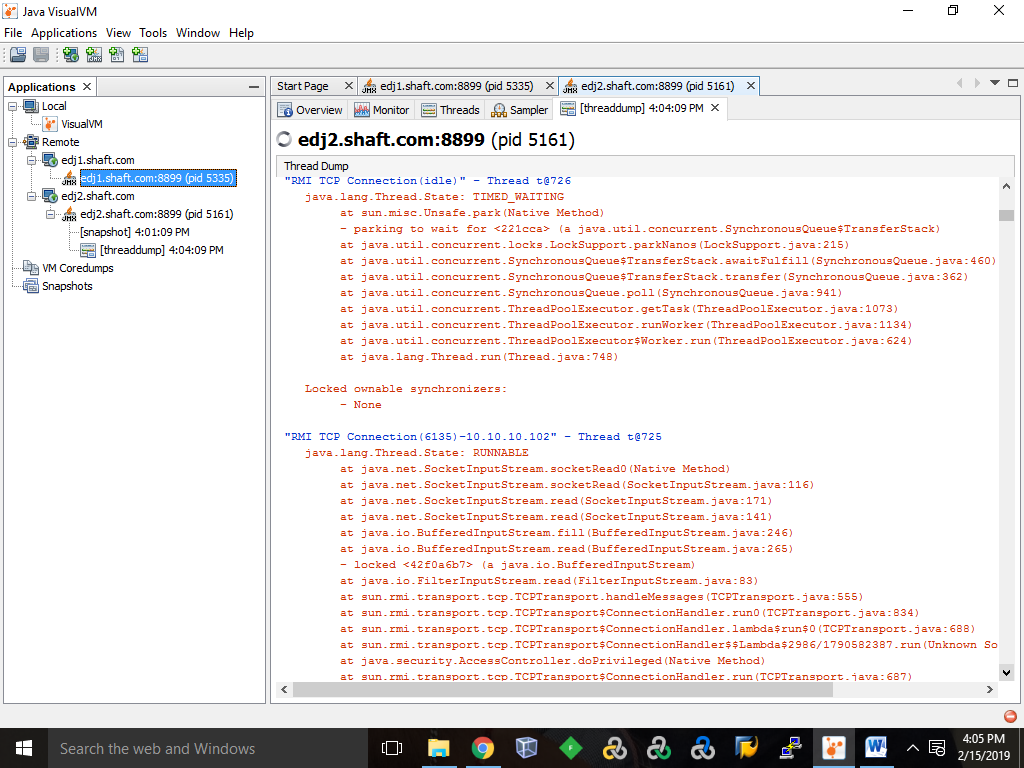 Java VisualVM
File Applications View Tools Window Help
Applications
Local
VisualVM
Remote
edj1.shaft.com
edj1.shaft.com:8899 (pid 5335)
edj2.shaft.com
edj2.shaft.com:8899 (pid 5161)
[snapshot] 4:01:09 PM
[threaddump] 4:04:09 PM
VM Coredumps
Snapshots
Start Page edj1.shaft.com:8899 (pid 5335) edj2.shaft.com:8899 (pid 5161)
Overview Monitor Threads Sampler [threaddump] 4:04:09 PM
edj2.shaft.com:8899 (pid 5161)
Thread Dump
"RMI TCP Connection(idle)" - Thread t@726
java.lang.Thread.State: TIMED_WAITING
at sun.misc.Unsafe.park(Native Method)
- parking to wait for <221cca> (a java.util.concurrent.SynchronousQueue$TransferStack)
at java.util.concurrent.locks.LockSupport.parkNanos(LockSupport.java:215)
at java.util.concurrent.SynchronousQueue$TransferStack.awaitFulfill(SynchronousQueue.java:460)
at java.util.concurrent.SynchronousQueue$TransferStack.transfer(SynchronousQueue.java:362)
at java.util.concurrent.SynchronousQueue.poll(SynchronousQueue.java:941)
at java.util.concurrent.ThreadPoolExecutor.getTask(ThreadPoolExecutor.java:1073)
at java.util.concurrent.ThreadPoolExecutor.runWorker(ThreadPoolExecutor.java:1134)
at java.util.concurrent.ThreadPoolExecutor$Worker.run(ThreadPoolExecutor.java:624)
at java.lang.Thread.run(Thread.java:748)
Locked ownable synchronizers:
- None
"RMI TCP Connection(6135)-10.10.10.102" - Thread t@725
java.lang.Thread.State: RUNNABLE
at java.net.SocketInputStream.socketRead0(Native Method)
at java.net.SocketInputStream.socketRead(SocketInputStream.java:116)
at java.net.SocketInputStream.read(SocketInputStream.java:171)
at java.net.SocketInputStream.read(SocketInputStream.java:141)
at java.io.BufferedInputStream.fill(BufferedInputStream.java:246)
at java.io.BufferedInputStream.read(BufferedInputStream.java:265)
- locked <42f0a6b7> (a java.io.BufferedInputStream)
at java.io.FilterInputStream.read(FilterInputStream.java:83)
at sun.rmi.transport.tcp.TCPTransport.handleMessages(TCPTransport.java:555)
at sun.rmi.transport.tcp.TCPTransport$ConnectionHandler.run0(TCPTransport.java:834)
at sun.rmi.transport.tcp.TCPTransport$ConnectionHandler.lambda$run$0(TCPTransport.java:688)
at sun.rmi.transport.tcp.TCPTransport$ConnectionHandler$$Lambda$2986/1790582387.run(Unknown So
at java.security.AccessController.doPrivileged(Native Method)
at sun.rmi.transport.tcp.TCPTransport$ConnectionHandler.run(TCPTransport.java:687)
Search the web and Windows
4:05 PM
2/15/2019